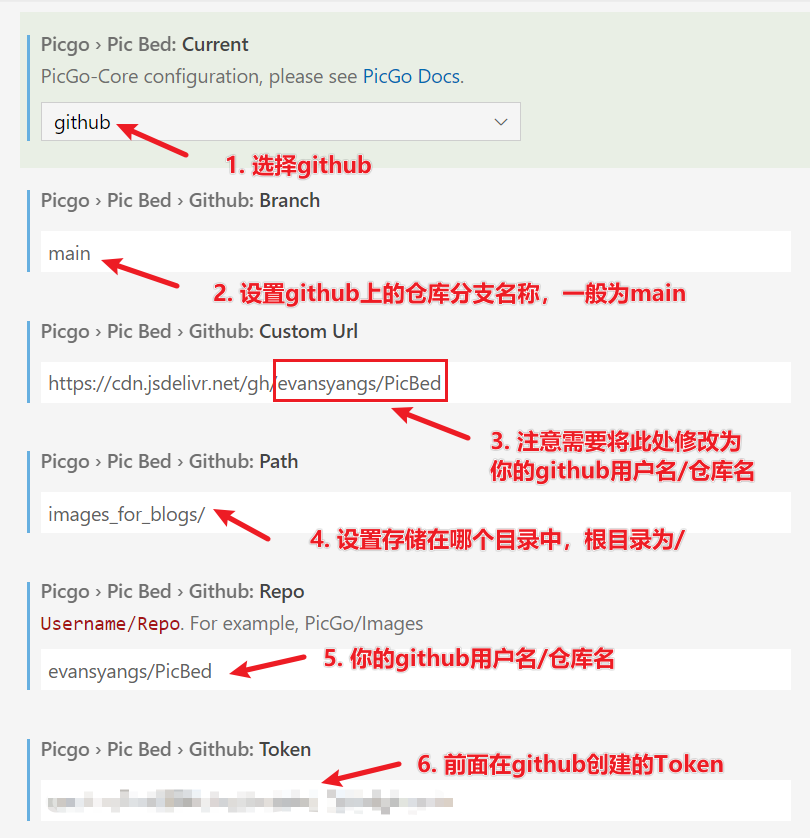 Picgo › Pic Bed: Current
PicGo-Core configuration, please see PicGo Docs.
github
1. 选择github
Picgo › Pic Bed › Github: Branch
main
2. 设置github上的仓库分支名称，一般为main
Picgo › Pic Bed › Github: Custom Url
https://cdn.jsdelivr.net/gh/evansyangs/PicBed
3. 注意需要将此处修改为
你的github用户名/仓库名
Picgo › Pic Bed › Github: Path
images_for_blogs/
4. 设置存储在哪个目录中，根目录为/
Picgo › Pic Bed › Github: Repo
Username/Repo. For example, PicGo/Images
5. 你的github用户名/仓库名
evansyangs/PicBed
Picgo › Pic Bed › Github: Token
6. 前面在github创建的Token